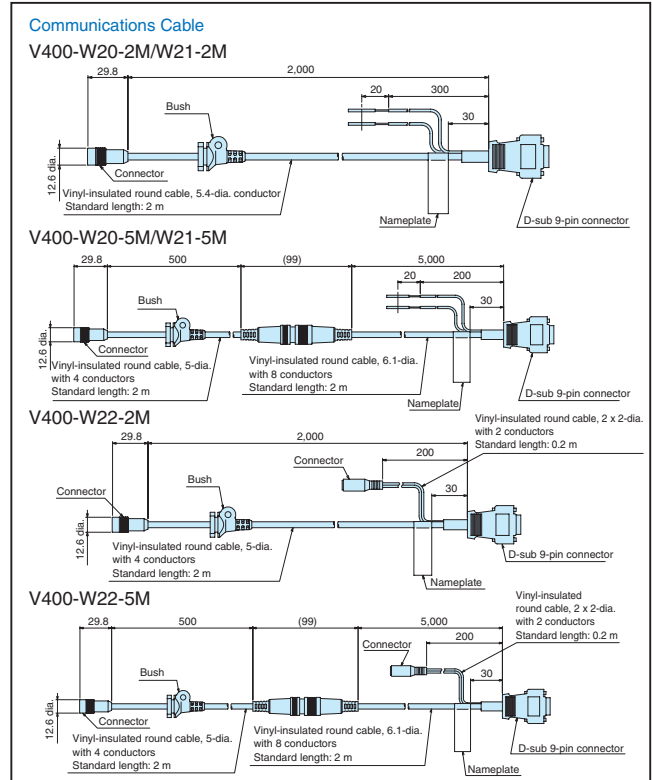 Communications Cable
V400-W20-2M/W21-2M
29.8
2,000
20
300
30
Bush
12.6 dia.
Connector
Vinyl-insulated round cable, 5.4-dia. conductor
Standard length: 2 m
Nameplate
D-sub 9-pin connector
V400-W20-5M/W21-5M
29.8
500
(99)
5,000
20
200
30
Bush
12.6 dia.
Connector
Vinyl-insulated round cable, 5-dia.
with 4 conductors
Standard length: 2 m
Vinyl-insulated round cable, 6.1-dia.
with 8 conductors
Standard length: 2 m
Nameplate
D-sub 9-pin connector
V400-W22-2M
Vinyl-insulated round cable, 2 x 2-dia.
with 2 conductors
Standard length: 0.2 m
29.8
2,000
200
30
Connector
Connector
Bush
12.6 dia.
Vinyl-insulated round cable, 5-dia.
with 4 conductors
Standard length: 2 m
D-sub 9-pin connector
Nameplate
V400-W22-5M
Vinyl-insulated
round cable, 2 x 2-dia.
with 2 conductors
Standard length: 0.2 m
29.8
500
(99)
5,000
200
30
Connector
Bush
12.6 dia.
Connector
Vinyl-insulated round cable, 5-dia.
with 4 conductors
Standard length: 2 m
Vinyl-insulated round cable, 6.1-dia.
with 8 conductors
Standard length: 2 m
D-sub 9-pin connector
Nameplate